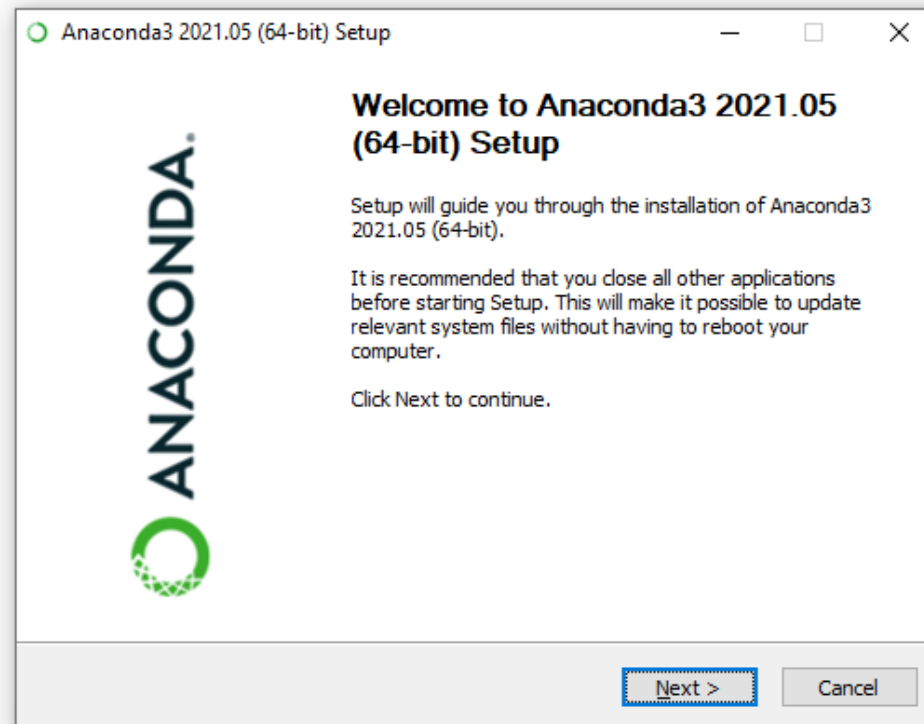 Anaconda3 2021.05 (64-bit) Setup
ANACONDA.
Welcome to Anaconda3 2021.05
(64-bit) Setup
Setup will guide you through the installation of Anaconda3
2021.05 (64-bit).
It is recommended that you close all other applications
before starting Setup. This will make it possible to update
relevant system files without having to reboot your
computer.
Click Next to continue.
Next >
Cancel